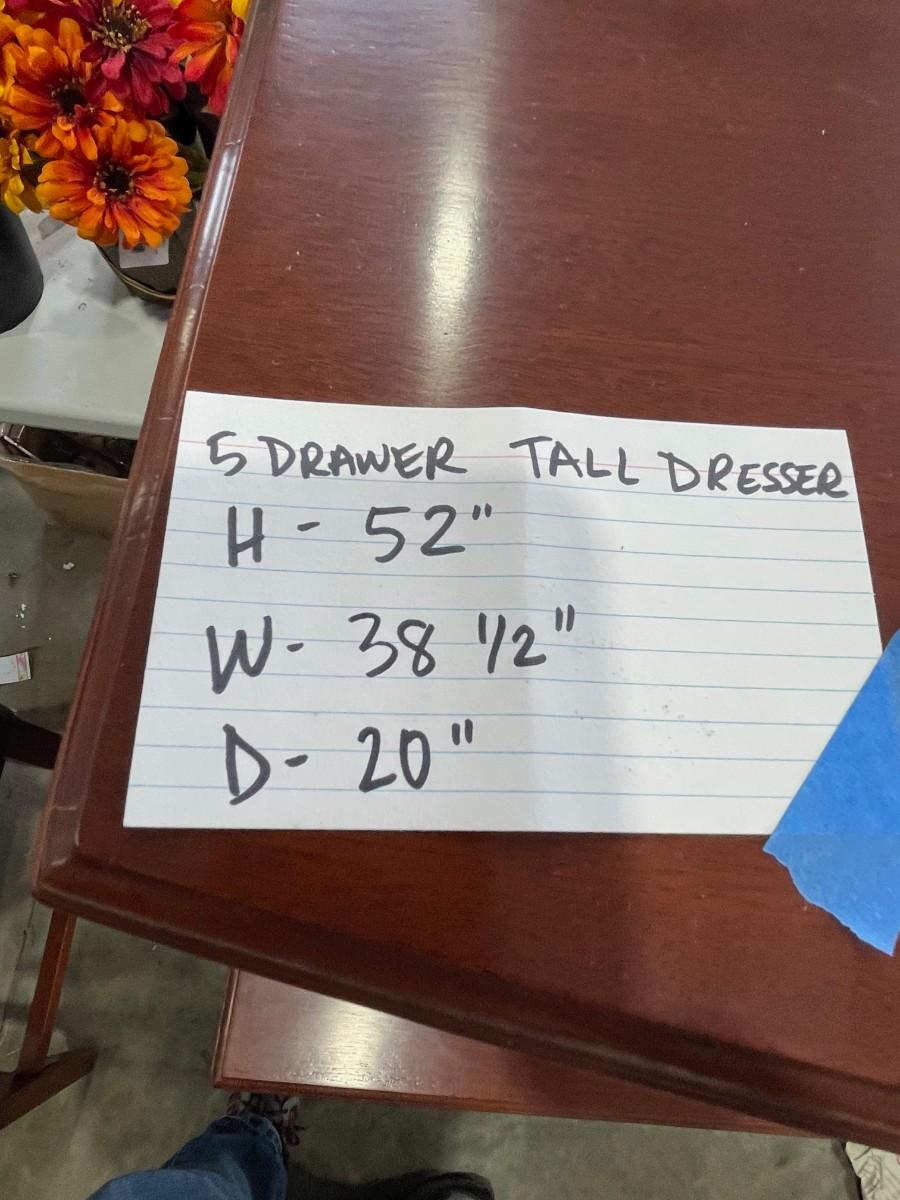 5 DRAWER TALL DRESSER
H - 52"
W - 38 1/2"
D - 20"